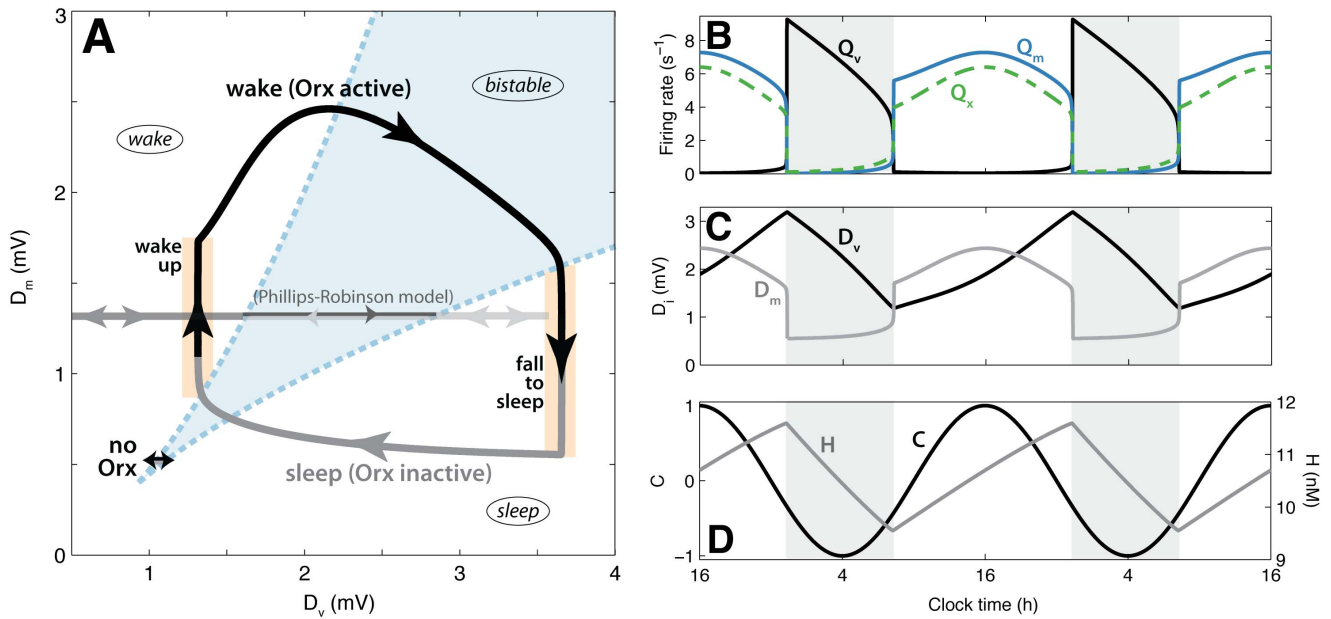 A
3
2
1
0
D_m (mV)
1
2
3
4
D_v (mV)
wake (Orx active)
bistable
wake
wake
up
(Phillips-Robinson model)
fall
to
sleep
no
Orx
sleep (Orx inactive)
sleep
B
8
6
4
2
0
Firing rate (s⁻¹)
Q_v
Q_m
Q_x
C
3
2
1
0
D_i (mV)
D_v
D_m
D
1
0
−1
C
H
C
12
11
10
9
H (nM)
16
4
16
4
16
Clock time (h)